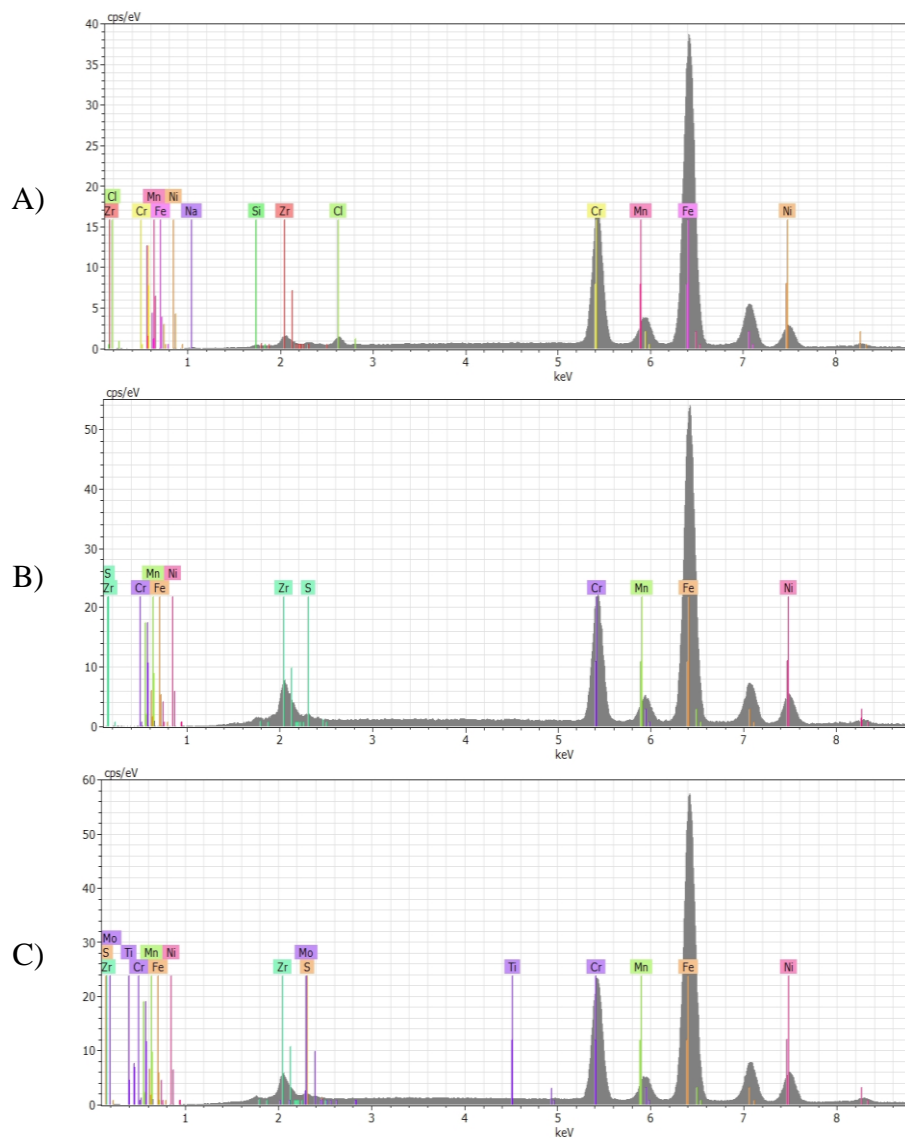 cps/eV
40
35
30
25
A) 20
Cl Mn Ni
Zr Cr Fe Na Si Zr Cl Cr Mn Fe Ni
15
10
5
0
1 2 3 4 5 6 7 8
keV
cps/eV
50
40
30
B) S Mn Ni
Zr Cr Fe Zr S Cr Mn Fe Ni
20
10
0
1 2 3 4 5 6 7 8
keV
cps/eV
60
50
40
30
Mo Mo
C) S Ti Mn Ni S
Zr Cr Fe Zr Ti Cr Mn Fe Ni
20
10
0
1 2 3 4 5 6 7 8
keV